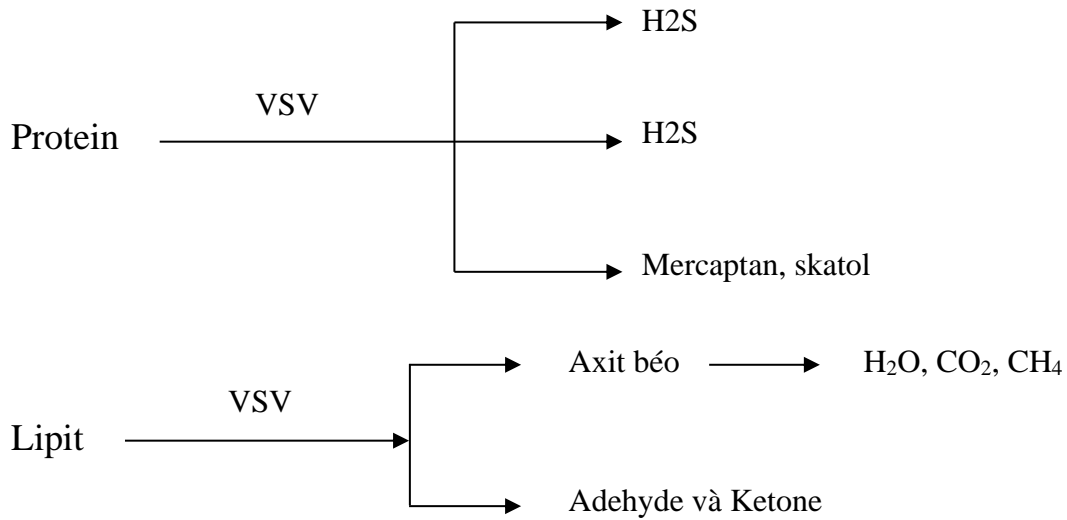 H2S
VSV
Protein
H2S
Mercaptan, skatol
Axit béo
H₂O, CO₂, CH₄
VSV
Lipit
Adehyde và Ketone